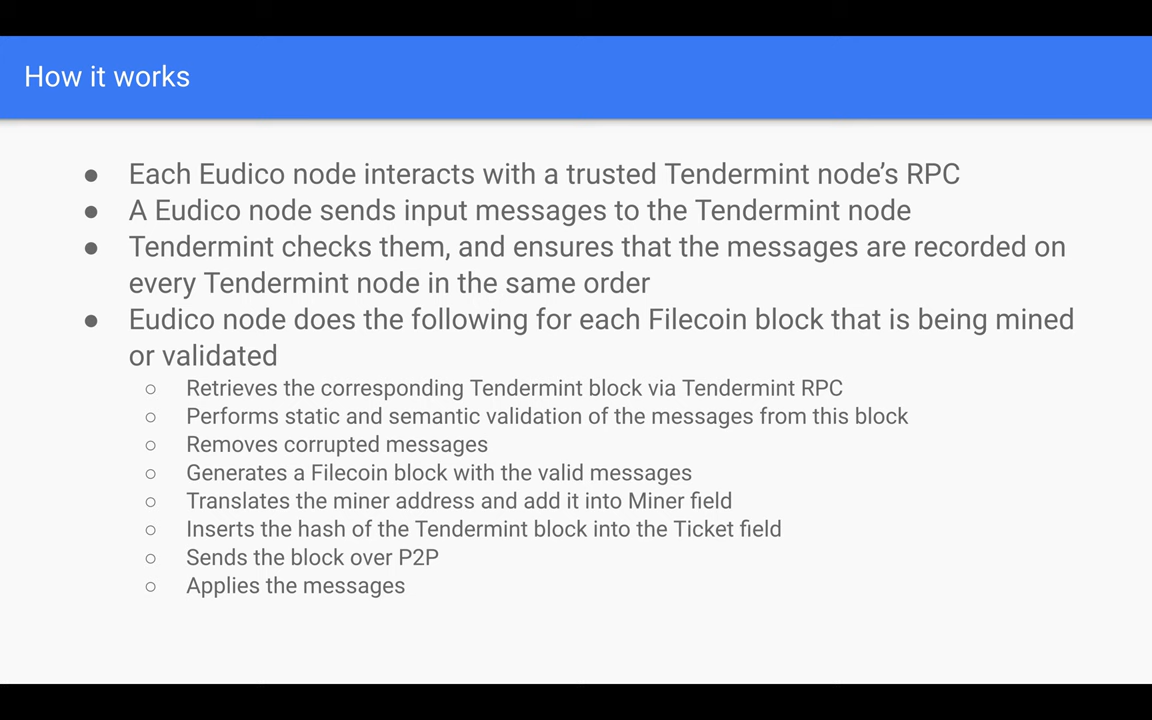 How it works
● Each Eudico node interacts with a trusted Tendermint node’s RPC
● A Eudico node sends input messages to the Tendermint node
● Tendermint checks them, and ensures that the messages are recorded on
every Tendermint node in the same order
● Eudico node does the following for each Filecoin block that is being mined
or validated
○ Retrieves the corresponding Tendermint block via Tendermint RPC
○ Performs static and semantic validation of the messages from this block
○ Removes corrupted messages
○ Generates a Filecoin block with the valid messages
○ Translates the miner address and add it into Miner field
○ Inserts the hash of the Tendermint block into the Ticket field
○ Sends the block over P2P
○ Applies the messages